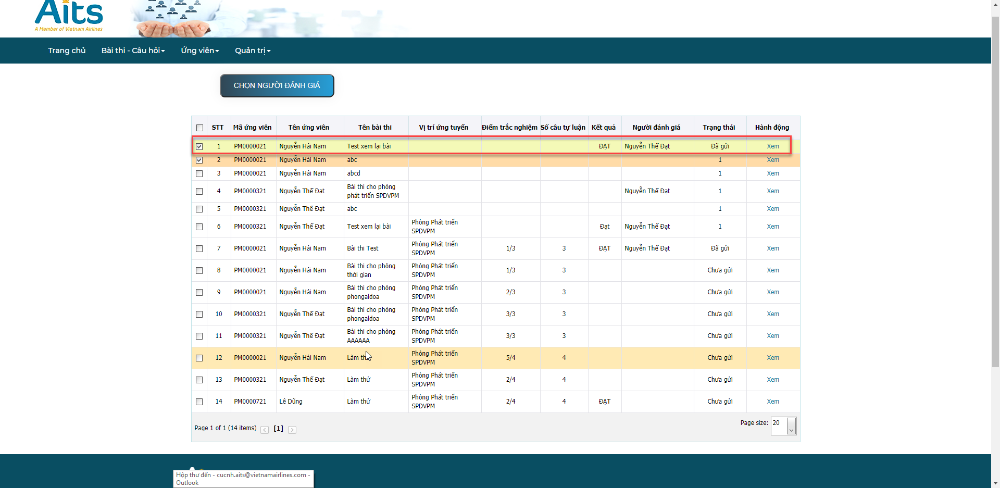 Aits
A Member of Vietnam Airlines
Trang chủ Bài thi - Câu hỏi Ứng viên Quản trị
CHỌN NGƯỜI ĐÁNH GIÁ
STT Mã ứng viên Tên ứng viên Tên bài thi Vị trí ứng tuyển Điểm trắc nghiệm Số câu tự luận Kết quả Người đánh giá Trạng thái Hành động
1 PM0000021 Nguyễn Hải Nam Test xem lại bài ĐẠT Nguyễn Thế Đạt Đã gửi Xem
2 PM0000021 Nguyễn Hải Nam abc 1 Xem
3 PM0000021 Nguyễn Hải Nam abcd 1 Xem
4 PM0000321 Nguyễn Thế Đạt Bài thi cho phòng
phát triển SPDVPM Nguyễn Thế Đạt 1 Xem
5 PM0000321 Nguyễn Thế Đạt abc 1 Xem
6 PM0000321 Nguyễn Thế Đạt Test xem lại bài Phòng Phát triển
SPDVPM Đạt Nguyễn Thế Đạt 1 Xem
7 PM0000021 Nguyễn Hải Nam Bài thi Test Phòng Phát triển
SPDVPM 1/3 3 ĐẠT Nguyễn Thế Đạt Đã gửi Xem
8 PM0000021 Nguyễn Hải Nam Bài thi cho phòng Phòng Phát triển
thời gian SPDVPM 1/3 3 Chưa gửi Xem
9 PM0000021 Nguyễn Hải Nam Bài thi cho phòng Phòng Phát triển
phongaldoa SPDVPM 2/3 3 Chưa gửi Xem
10 PM0000321 Nguyễn Thế Đạt Bài thi cho phòng Phòng Phát triển
phongaldoa SPDVPM 3/3 3 Chưa gửi Xem
11 PM0000321 Nguyễn Thế Đạt Bài thi cho phòng Phòng Phát triển
AAAAAA SPDVPM 3/3 3 Chưa gửi Xem
12 PM0000021 Nguyễn Hải Nam Làm Phòng Phát triển
SPDVPM 5/4 4 Chưa gửi Xem
13 PM0000321 Nguyễn Thế Đạt Làm thử Phòng Phát triển
SPDVPM 2/4 4 Chưa gửi Xem
14 PM0000721 Lê Dũng Làm thử Phòng Phát triển
SPDVPM 2/4 4 ĐẠT Chưa gửi Xem
Page 1 of 1 (14 items) [1] Page size: 20
Hộp thư đến - cucnh.aits@vietnamairlines.com -
Outlook